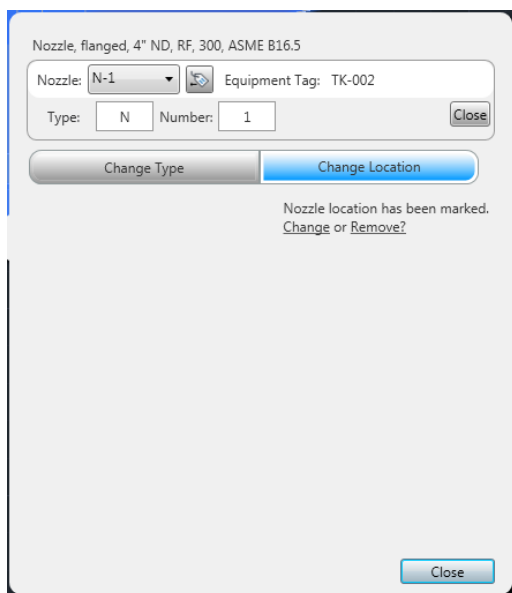 Nozzle, flanged, 4" ND, RF, 300, ASME B16.5
Nozzle: N-1 Equipment Tag: TK-002
Type: N Number: 1 Close
Change Type Change Location
Nozzle location has been marked.
Change or Remove?
Close